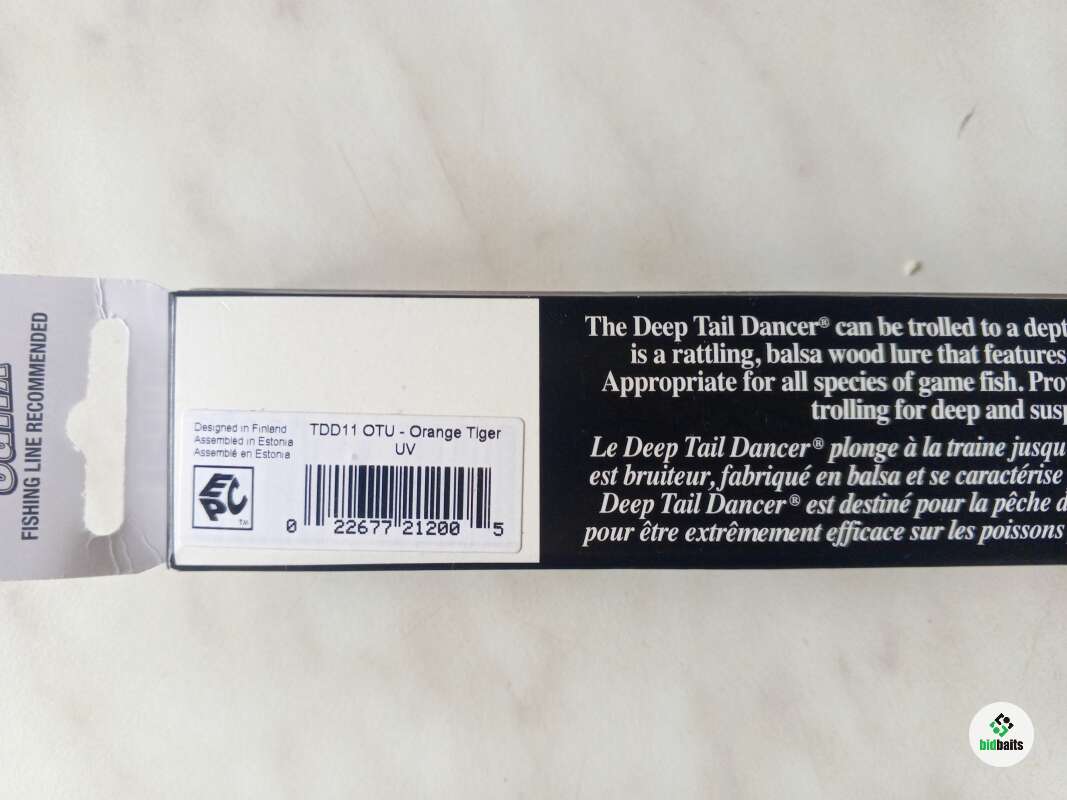 FISHING LINE RECOMMENDED
Designed in Finland
Assembled in Estonia
Assemblé en Estonia
TDD11 OTU - Orange Tiger
UV
EPC
TM
0 22677 21200 5
The Deep Tail Dancer® can be trolled to a dept
is a rattling, balsa wood lure that features
Appropriate for all species of game fish. Prov
trolling for deep and susp
Le Deep Tail Dancer® plonge à la traine jusqu
est bruiteur, fabriqué en balsa et se caractérise
Deep Tail Dancer® est destiné pour la pêche d
pour être extrêmement efficace sur les poissons
bidbaits